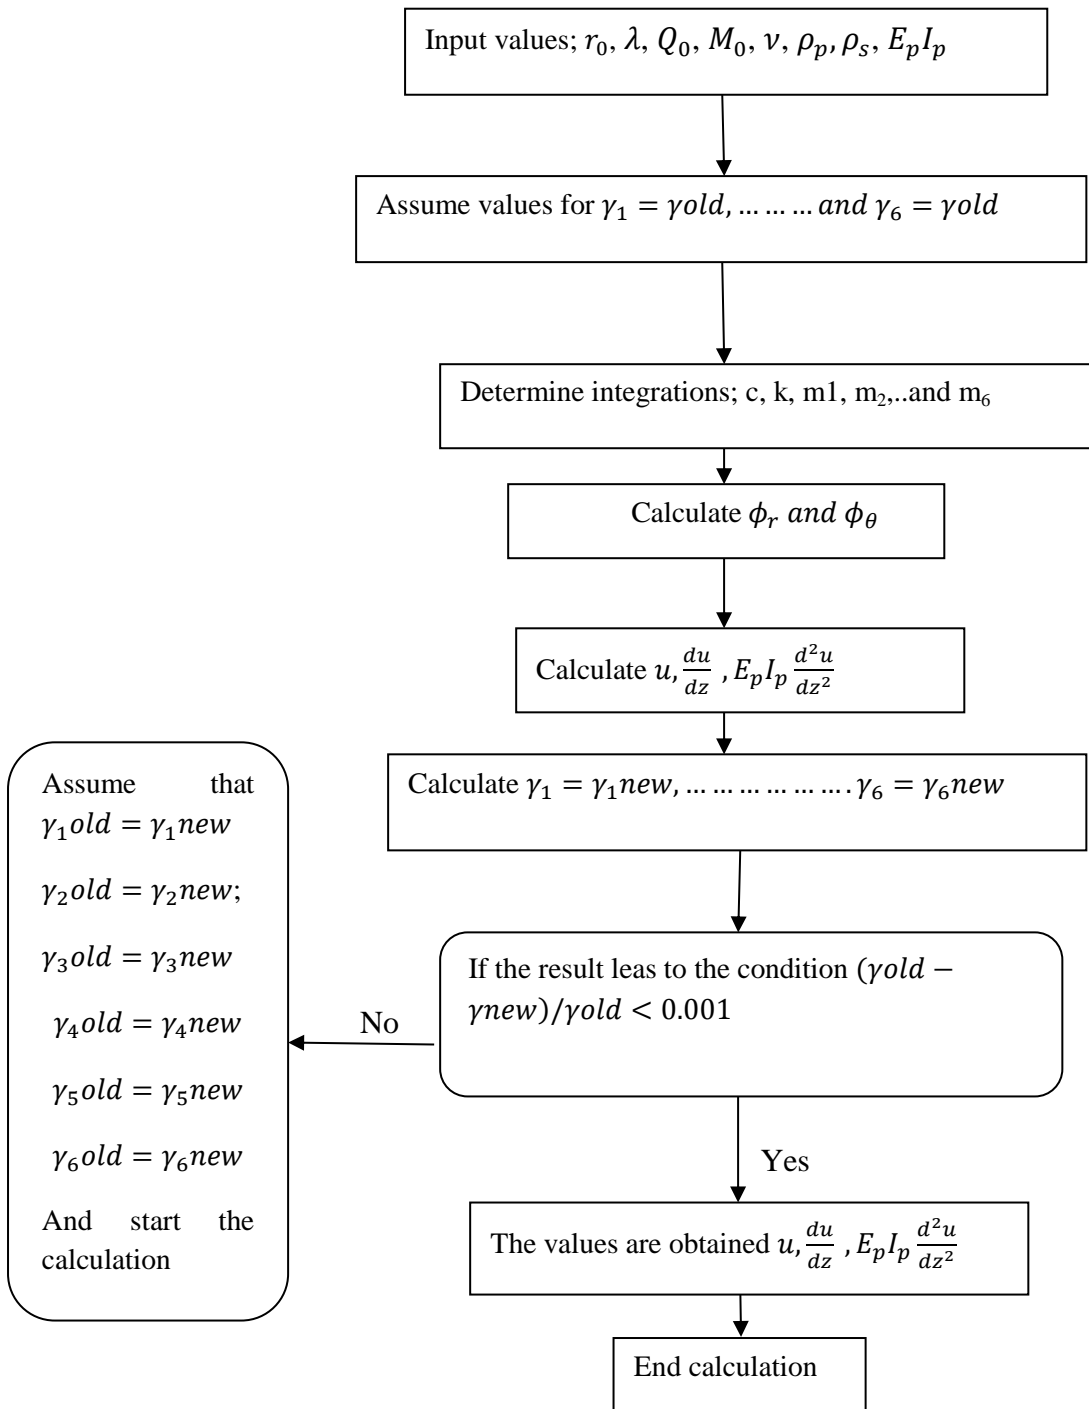 Input values; r₀, λ, Q₀, M₀, ν, ρₚ, ρₛ, EₚIₚ
Assume values for γ₁ = γold, … … … and γ₆ = γold
Determine integrations; c, k, m1, m₂,..and m₆
Calculate ϕᵣ and ϕ_θ
Calculate u, du/dz , EₚIₚ d²u/dz²
Calculate γ₁ = γ₁new, … … … … … …. γ₆ = γ₆new
If the result leas to the condition (γold −
γnew)/γold < 0.001
No
Assume that
γ₁old = γ₁new
γ₂old = γ₂new;
γ₃old = γ₃new
γ₄old = γ₄new
γ₅old = γ₅new
γ₆old = γ₆new
And start the
calculation
Yes
The values are obtained u, du/dz , EₚIₚ d²u/dz²
End calculation